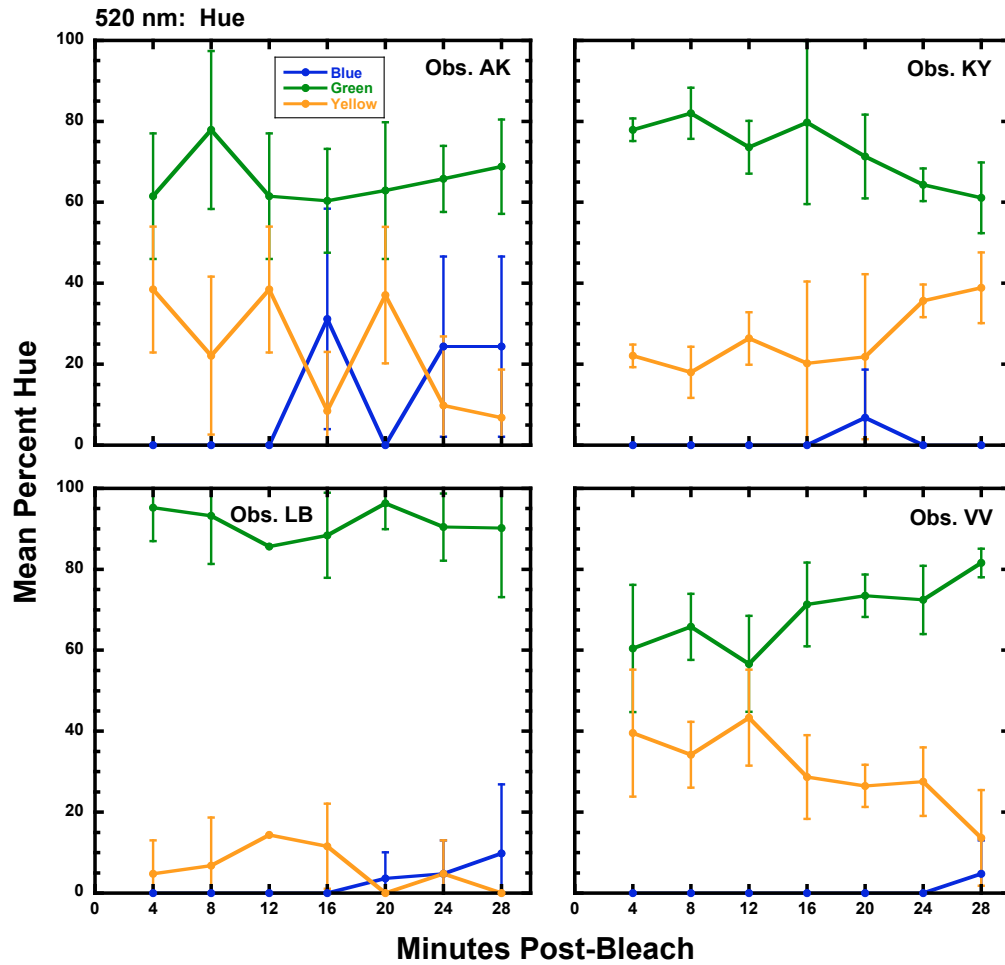 520 nm: Hue
100
80
60
40
20
0
Blue
Green
Yellow
Obs. AK
Obs. KY
Mean Percent Hue
100
80
60
40
20
0
Obs. LB
Obs. VV
0 4 8 12 16 20 24 28
0 4 8 12 16 20 24 28
Minutes Post-Bleach